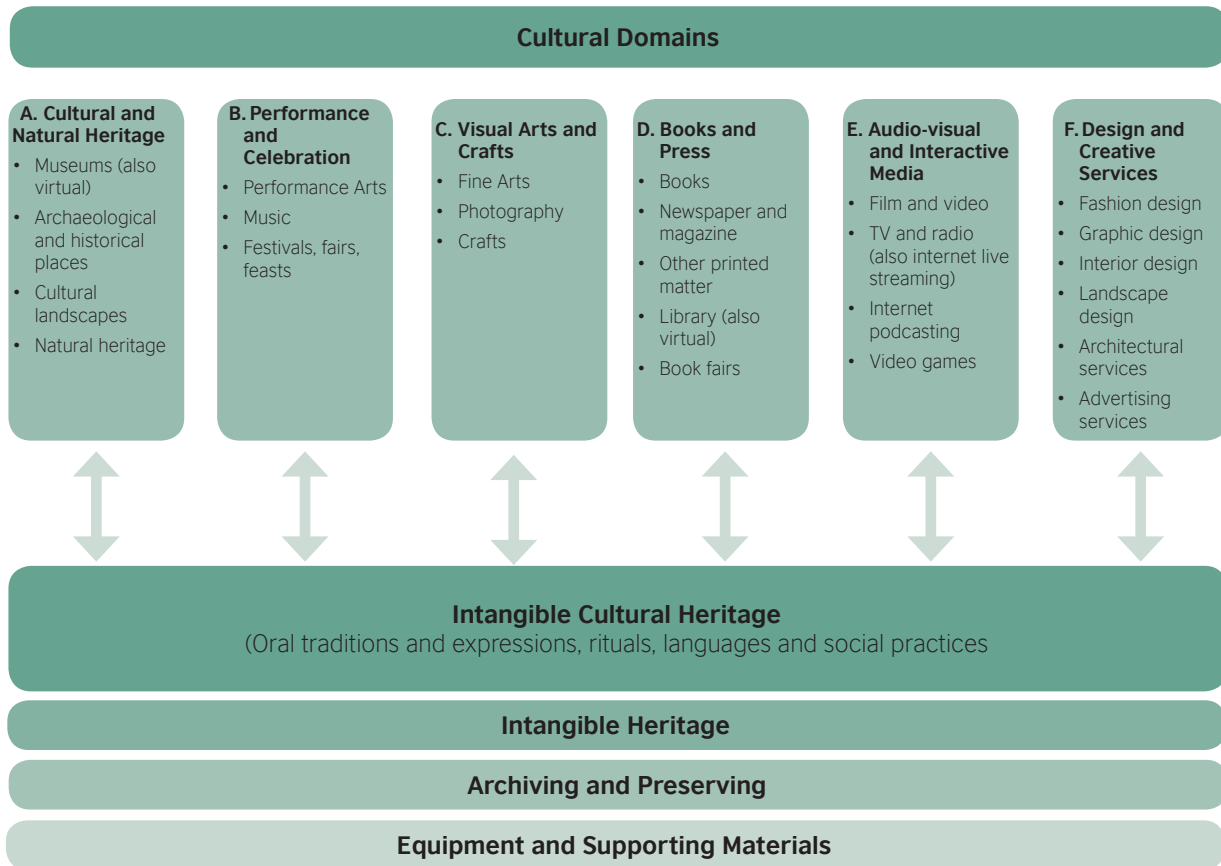 Cultural Domains
A. Cultural and
Natural Heritage
• Museums (also
virtual)
• Archaeological
and historical
places
• Cultural
landscapes
• Natural heritage
B. Performance
and
Celebration
• Performance Arts
• Music
• Festivals, fairs,
feasts
C. Visual Arts and
Crafts
• Fine Arts
• Photography
• Crafts
D. Books and
Press
• Books
• Newspaper and
magazine
• Other printed
matter
• Library (also
virtual)
• Book fairs
E. Audio-visual
and Interactive
Media
• Film and video
• TV and radio
(also internet live
streaming)
• Internet
podcasting
• Video games
F. Design and
Creative
Services
• Fashion design
• Graphic design
• Interior design
• Landscape
design
• Architectural
services
• Advertising
services
Intangible Cultural Heritage
(Oral traditions and expressions, rituals, languages and social practices
Intangible Heritage
Archiving and Preserving
Equipment and Supporting Materials